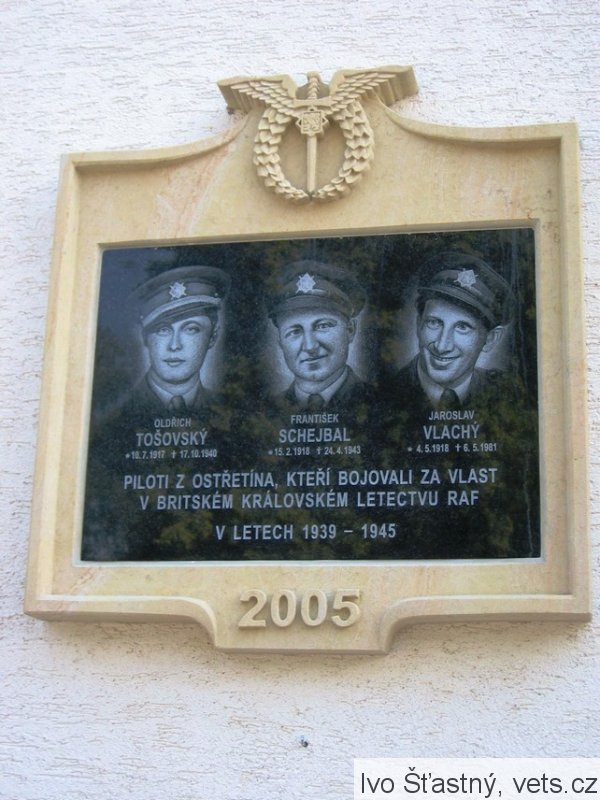 OLDŘICH
TOŠOVSKÝ
* 10.7.1917 † 17.10.1940
FRANTIŠEK
SCHEJBAL
* 15.2.1918 † 24.4.1943
JAROSLAV
VLACHÝ
* 4.5.1918 † 6.5.1981
PILOTI Z OSTŘETÍNA, KTEŘÍ BOJOVALI ZA VLAST
V BRITSKÉM KRÁLOVSKÉM LETECTVU RAF
V LETECH 1939 – 1945
2005
Ivo Šťastný, vets.cz